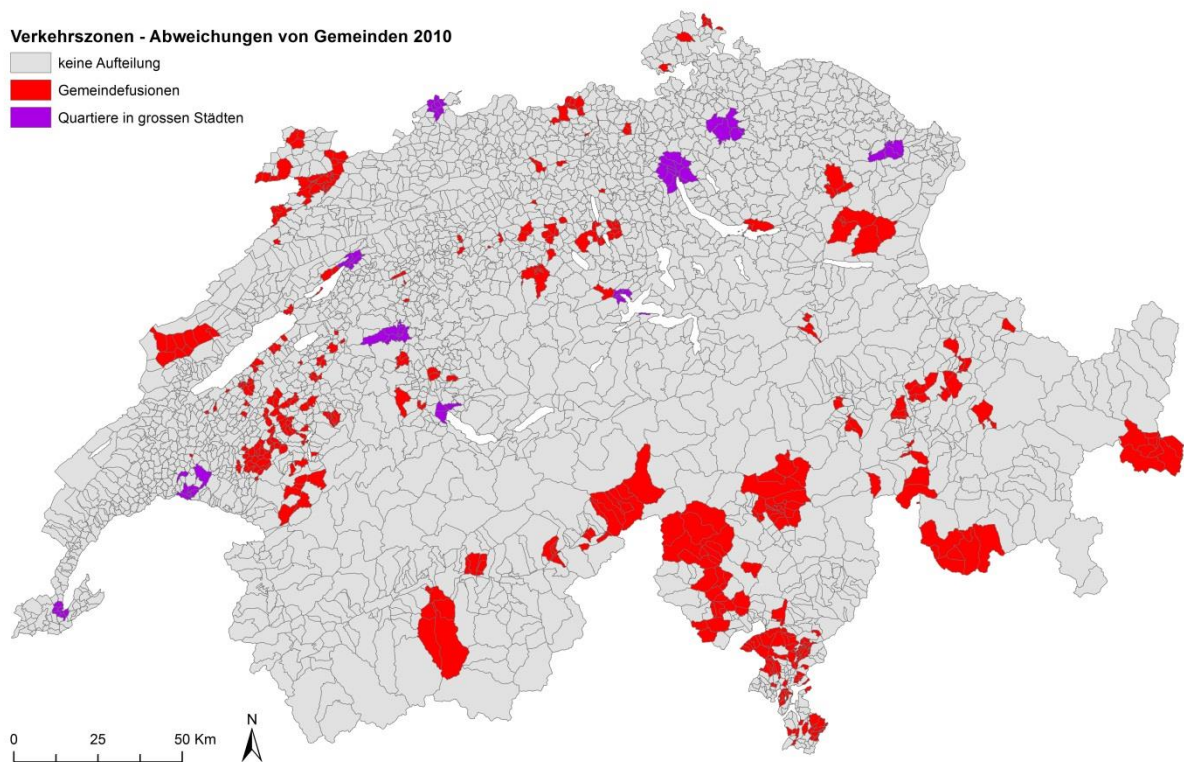 Verkehrszonen - Abweichungen von Gemeinden 2010
keine Aufteilung
Gemeindefusionen
Quartiere in grossen Städten
N
0 25 50 Km